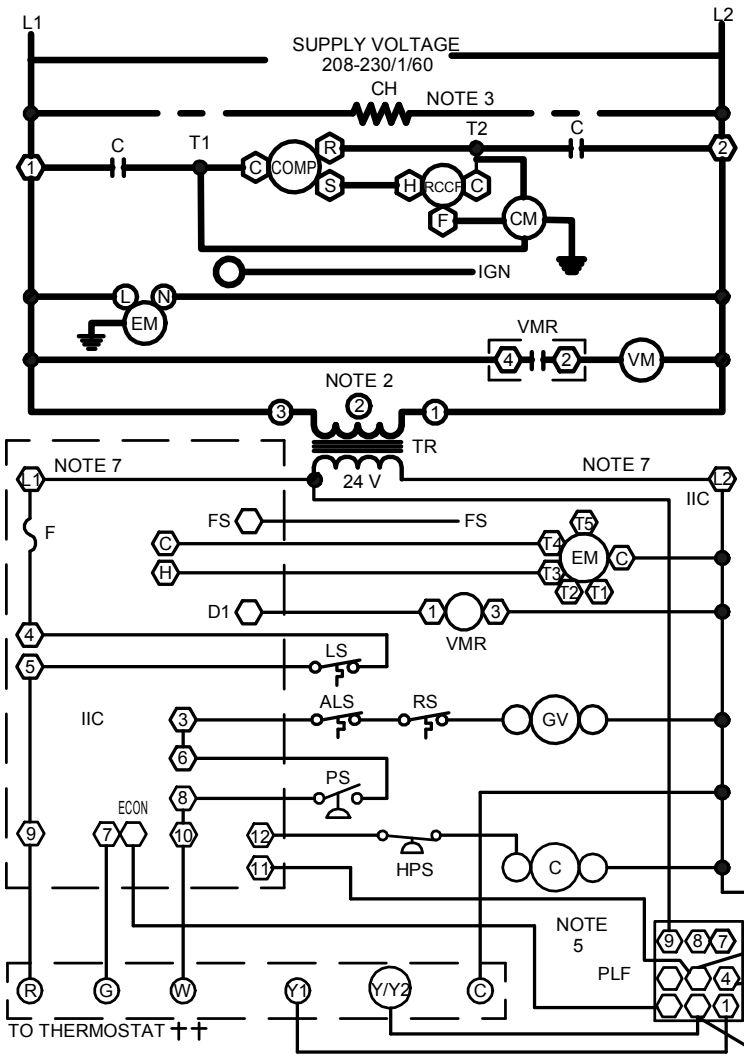 L1
L2
SUPPLY VOLTAGE
208-230/1/60
CH
NOTE 3
C
T1
T2
C
1
C
COMP
R
S
H
RCCF
C
F
CM
2
IGN
L
N
EM
VMR
4
2
VM
NOTE 2
3
2
1
TR
L1
NOTE 7
24 V
NOTE 7
L2
IIC
F
FS
FS
T5
C
T4
EM
C
H
T3
T2
T1
D1
1
3
VMR
4
5
LS
IIC
3
ALS
RS
GV
6
PS
8
ECON
9
7
10
12
HPS
C
11
NOTE
5
9
8
7
PLF
4
1
R
G
W
Y1
Y/Y2
C
TO THERMOSTAT ++